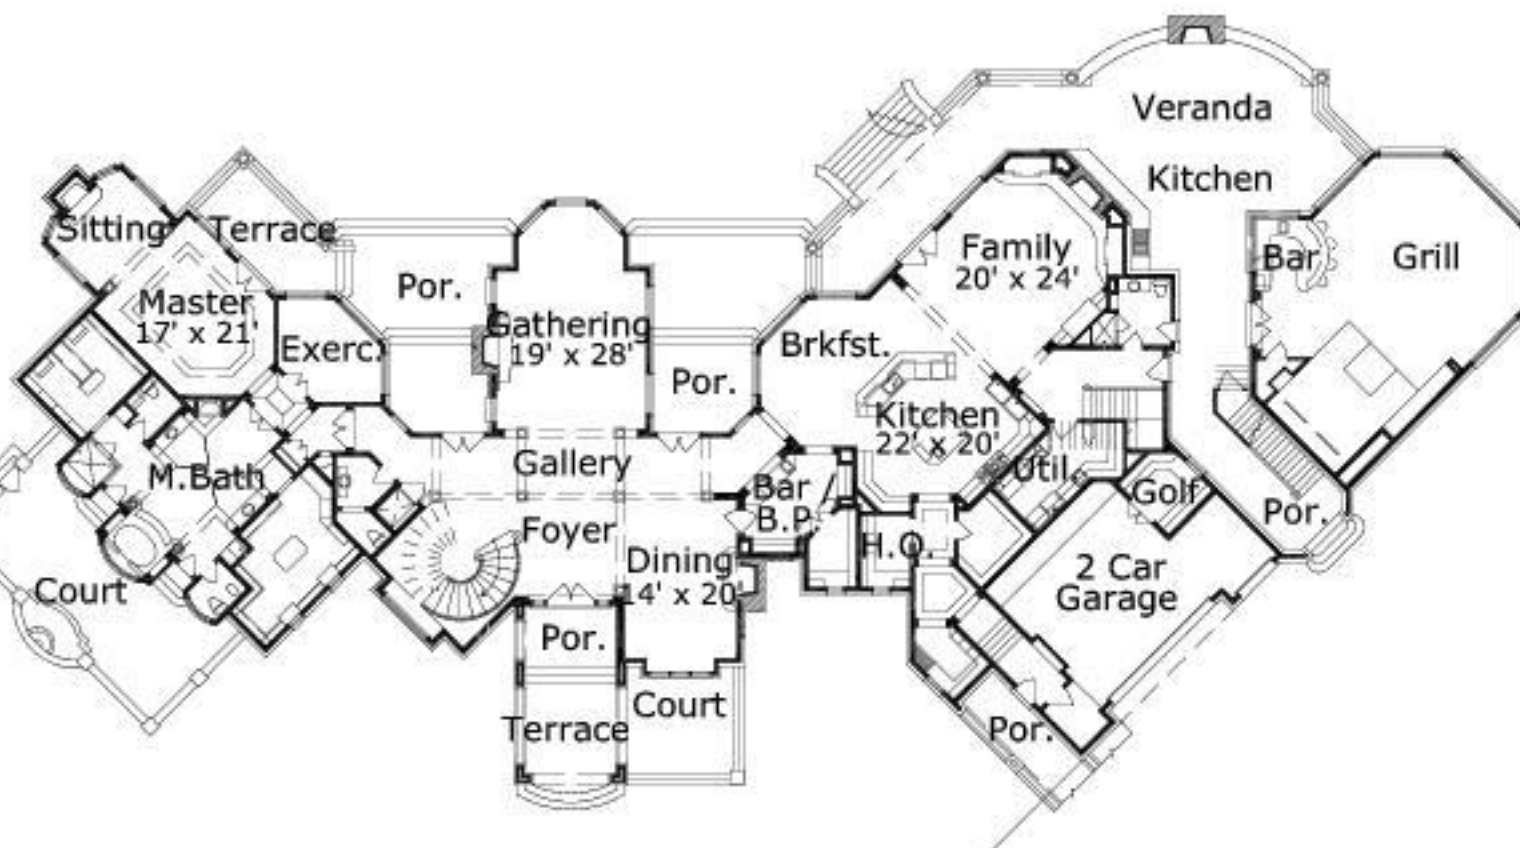 Veranda
Kitchen
Sitting
Terrace
Family
20' x 24'
Bar
Grill
Por.
Master
17' x 21'
Gathering
19' x 28'
Exerc.
Brkfst.
Por.
Kitchen
22' x 20'
Gallery
M.Bath
Util
Bar /
B.P.
Golf
Por.
Foyer
H.O.
Dining
14' x 20'
2 Car
Garage
Court
Por.
Court
Terrace
Por.